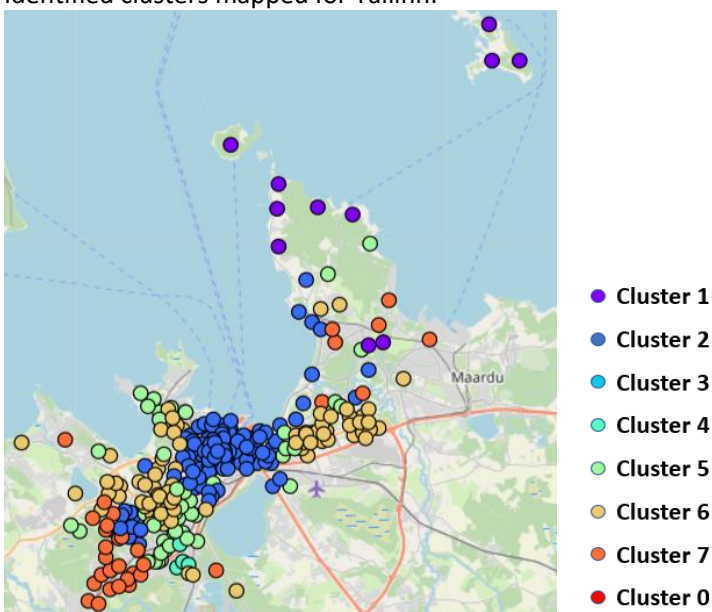 identified clusters mapped for Tallinn.
Maardu
Cluster 1
Cluster 2
Cluster 3
Cluster 4
Cluster 5
Cluster 6
Cluster 7
Cluster 0